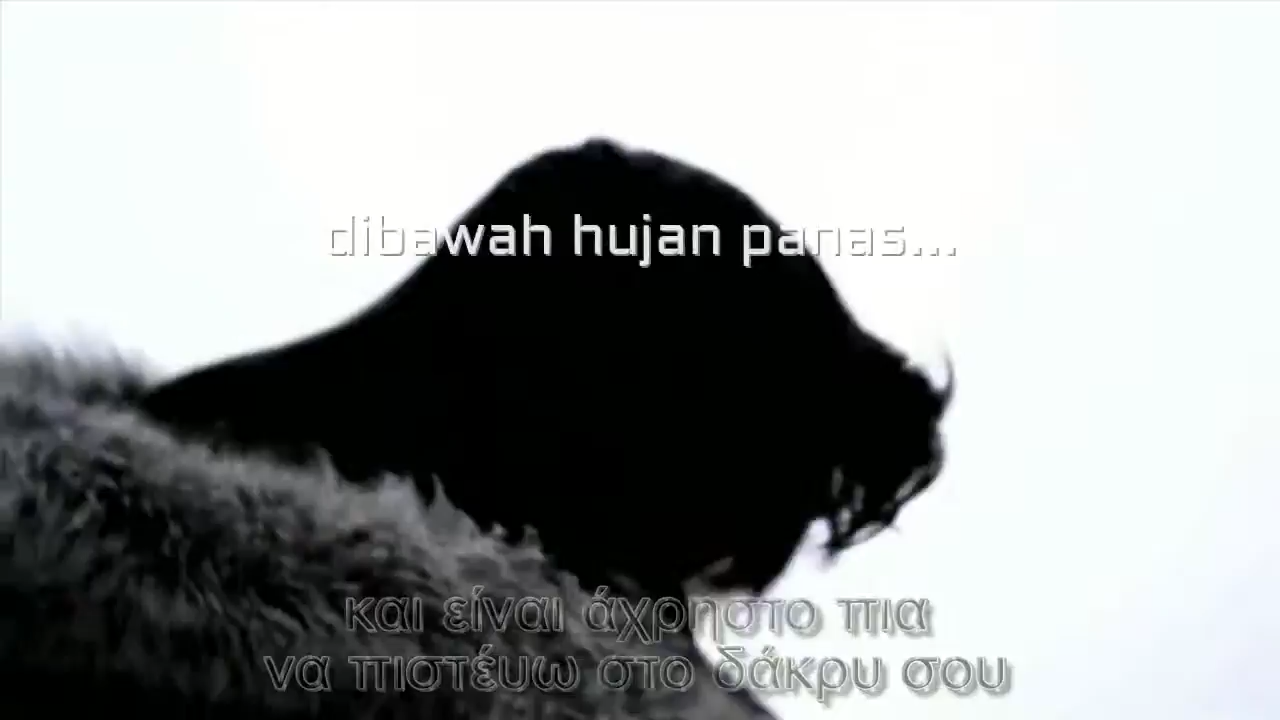 dibawah hujan panas...
και είναι άχρηστο πια
να πιστέυω στο δάκρυ σου